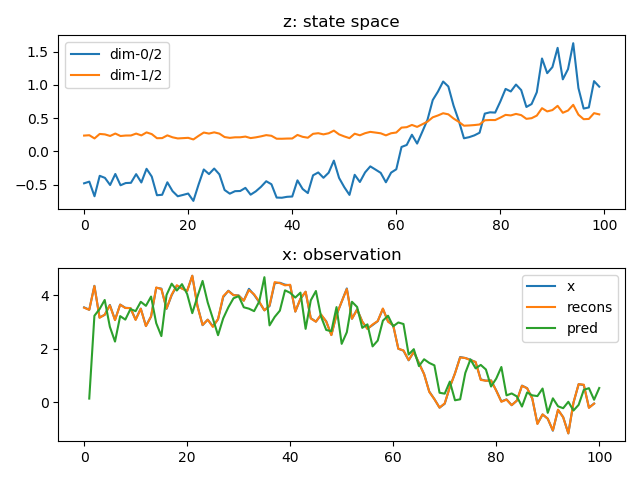 z: state space
dim-0/2
dim-1/2
1.5
1.0
0.5
0.0
−0.5
0 20 40 60 80 100
x: observation
x
recons
pred
4
2
0
0 20 40 60 80 100